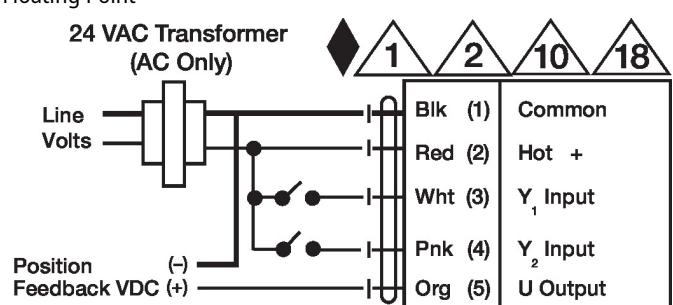 Floating Point
24 VAC Transformer
(AC Only)
1 2 10 18
Line
Volts
Blk (1) Common
Red (2) Hot +
Wht (3) Y1 Input
Pnk (4) Y2 Input
Position (-)
Feedback VDC (+)
Org (5) U Output